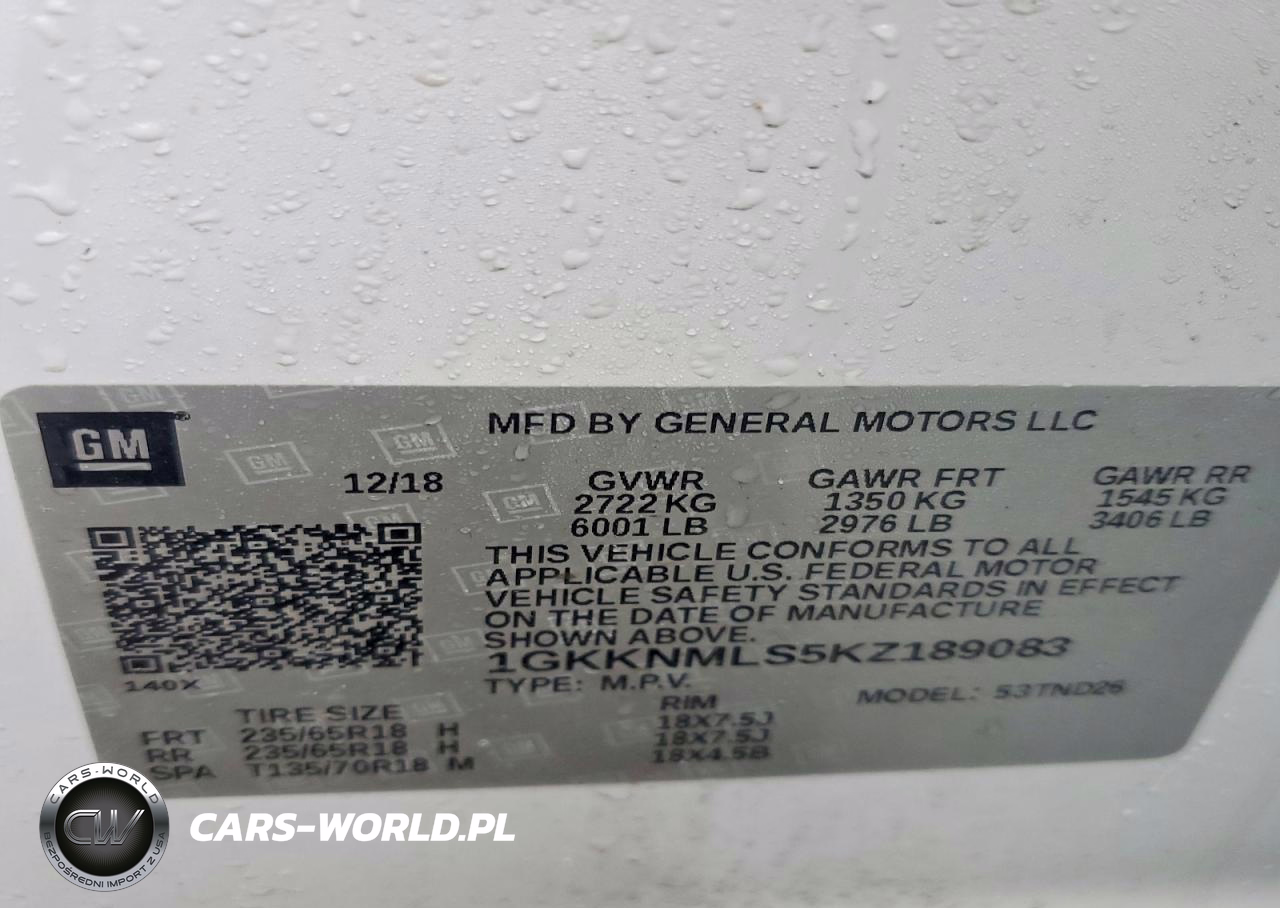 GM
MFD BY GENERAL MOTORS LLC
12/18
GVWR GAWR FRT GAWR RR
2722 KG 1350 KG 1545 KG
6001 LB 2976 LB 3406 LB
THIS VEHICLE CONFORMS TO ALL
APPLICABLE U.S. FEDERAL MOTOR
VEHICLE SAFETY STANDARDS IN EFFECT
ON THE DATE OF MANUFACTURE
SHOWN ABOVE.
1GKKNMLS5KZ189083
140X
TYPE: M.P.V. MODEL: 53TND26
TIRE SIZE RIM
FRT 235/65R18 H 18X7.5J
RR 235/65R18 H 18X7.5J
SPA T135/70R18 M 18X4.5B
CARS-WORLD
CW
BEZPOŚREDNI IMPORT Z USA
CARS-WORLD.PL